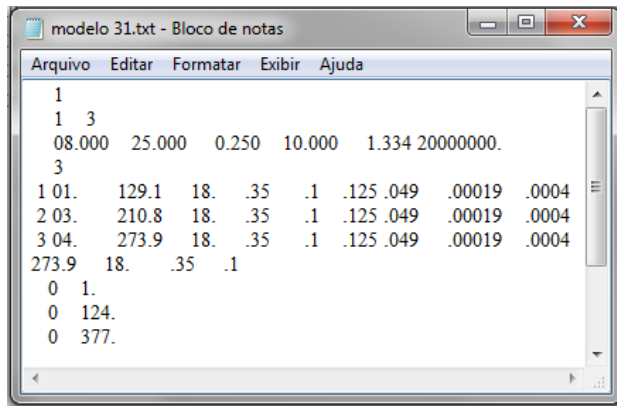 modelo 31.txt - Bloco de notas
Arquivo Editar Formatar Exibir Ajuda
1
1 3
08.000 25.000 0.250 10.000 1.334 20000000.
3
1 01. 129.1 18. .35 .1 .125 .049 .00019 .0004
2 03. 210.8 18. .35 .1 .125 .049 .00019 .0004
3 04. 273.9 18. .35 .1 .125 .049 .00019 .0004
273.9 18. .35 .1
0 1.
0 124.
0 377.